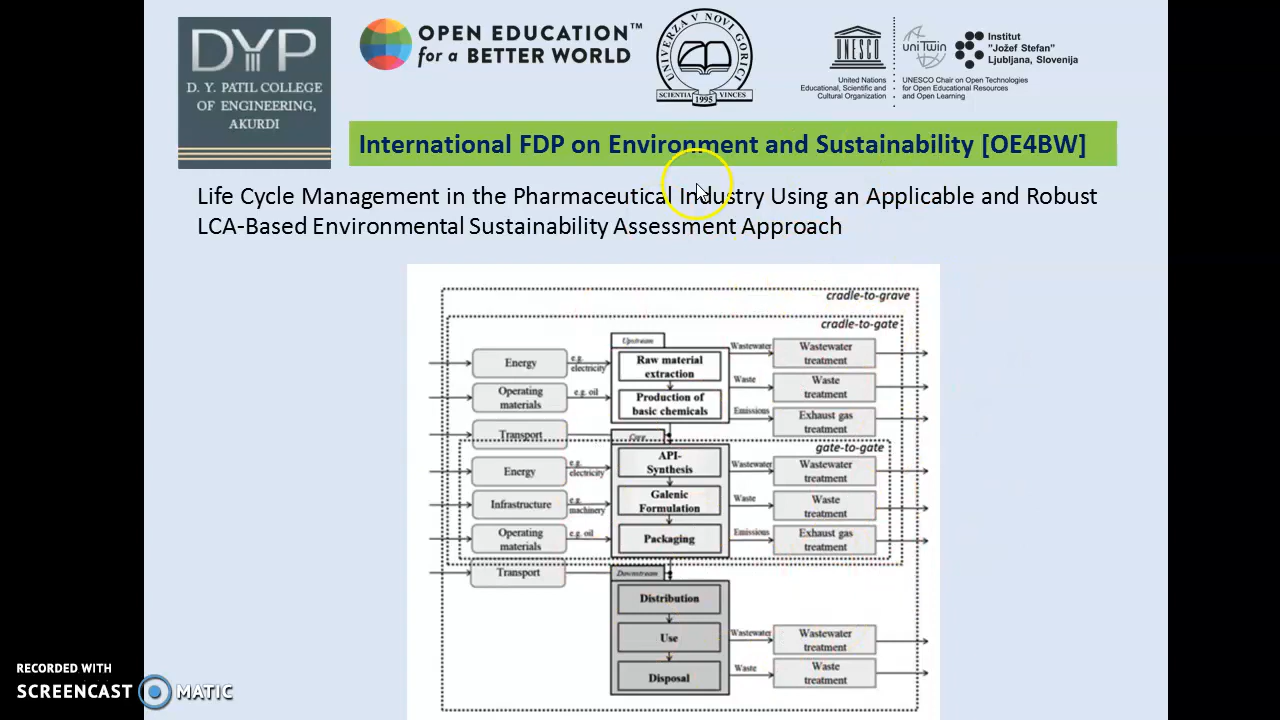 DYP
D. Y. PATIL COLLEGE
OF ENGINEERING,
AKURDI
OPEN EDUCATION™
for a BETTER WORLD
UNIVERZA V NOVI GORICI
SCIENTIA VINCES
1995
UNESCO
United Nations
Educational, Scientific and
Cultural Organization
uniTwin
UNESCO Chair on Open Technologies
for Open Educational Resources
and Open Learning
Institut
"Jožef Stefan"
Ljubljana, Slovenija
International FDP on Environment and Sustainability [OE4BW]
Life Cycle Management in the Pharmaceutical Industry Using an Applicable and Robust
LCA-Based Environmental Sustainability Assessment Approach
cradle-to-grave
cradle-to-gate
Upstream
Energy
e.g.
electricity
Raw material
extraction
Wastewater
Wastewater
treatment
Operating
materials
e.g. oil
Production of
basic chemicals
Waste
Waste
treatment
Emissions
Exhaust gas
treatment
Transport
Core
gate-to-gate
Energy
e.g.
electricity
API-
Synthesis
Wastewater
Wastewater
treatment
Infrastructure
e.g.
machinery
Galenic
Formulation
Waste
Waste
treatment
Operating
materials
e.g. oil
Packaging
Emissions
Exhaust gas
treatment
Transport
Downstream
Distribution
Use
Wastewater
Wastewater
treatment
Disposal
Waste
Waste
treatment
RECORDED WITH
SCREENCAST MATIC